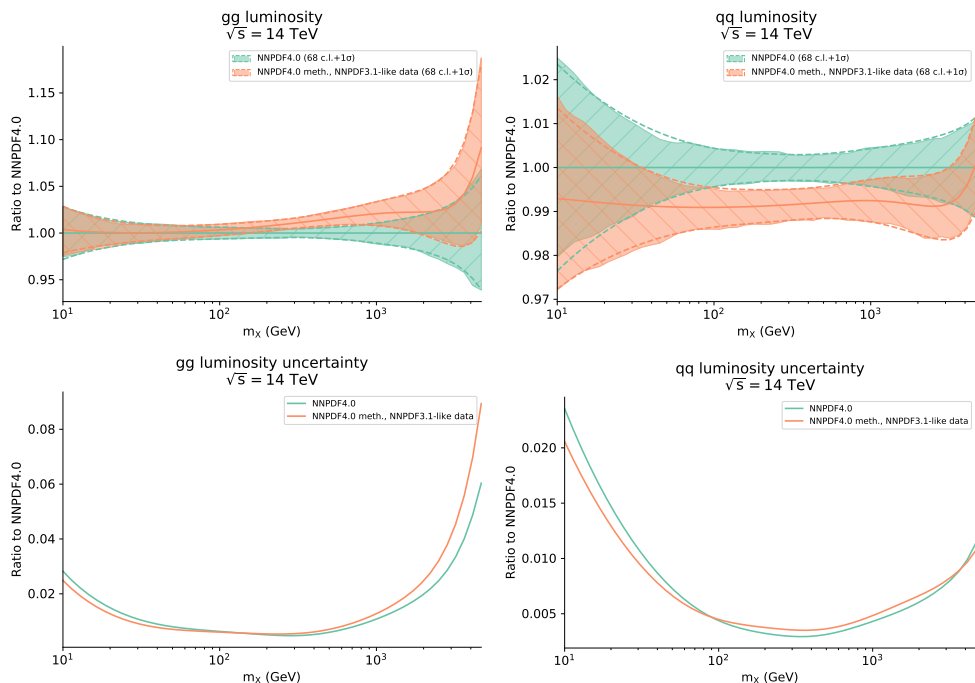 gg luminosity
√s = 14 TeV
NNPDF4.0 (68 c.l.+1σ)
NNPDF4.0 meth., NNPDF3.1-like data (68 c.l.+1σ)
Ratio to NNPDF4.0
1.15
1.10
1.05
1.00
0.95
10¹ 10² 10³
mX (GeV)
qq luminosity
√s = 14 TeV
NNPDF4.0 (68 c.l.+1σ)
NNPDF4.0 meth., NNPDF3.1-like data (68 c.l.+1σ)
Ratio to NNPDF4.0
1.02
1.01
1.00
0.99
0.98
0.97
10¹ 10² 10³
mX (GeV)
gg luminosity uncertainty
√s = 14 TeV
NNPDF4.0
NNPDF4.0 meth., NNPDF3.1-like data
Ratio to NNPDF4.0
0.08
0.06
0.04
0.02
10¹ 10² 10³
mX (GeV)
qq luminosity uncertainty
√s = 14 TeV
NNPDF4.0
NNPDF4.0 meth., NNPDF3.1-like data
Ratio to NNPDF4.0
0.020
0.015
0.010
0.005
10¹ 10² 10³
mX (GeV)